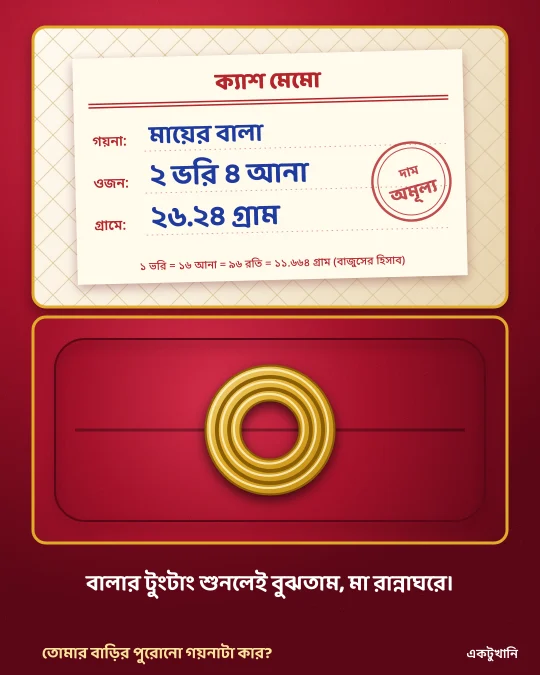 ক্যাশ মেমো
গয়না: মায়ের বালা
ওজন: ২ ভরি ৪ আনা
গ্রামে: ২৬.২৪ গ্রাম
দাম
অমূল্য
১ ভরি = ১৬ আনা = ৯৬ রতি = ১১.৬৬৪ গ্রাম (বাজুসের হিসাব)
বালার টুংটাং শুনলেই বুঝতাম, মা রান্নাঘরে।
তোমার বাড়ির পুরোনো গয়নাটা কার?
একটুখানি